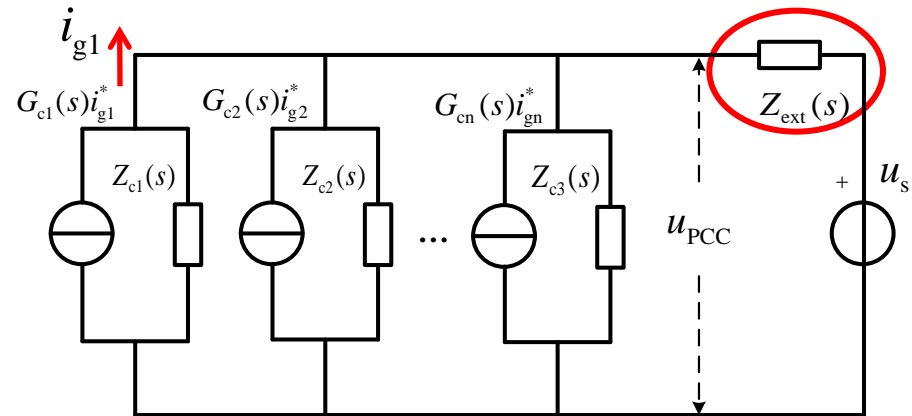 i_g1
G_c1(s)i*_g1
G_c2(s)i*_g2
G_cn(s)i*_gn
Z_ext(s)
Z_c1(s)
Z_c2(s)
Z_c3(s)
+
u_s
...
u_PCC